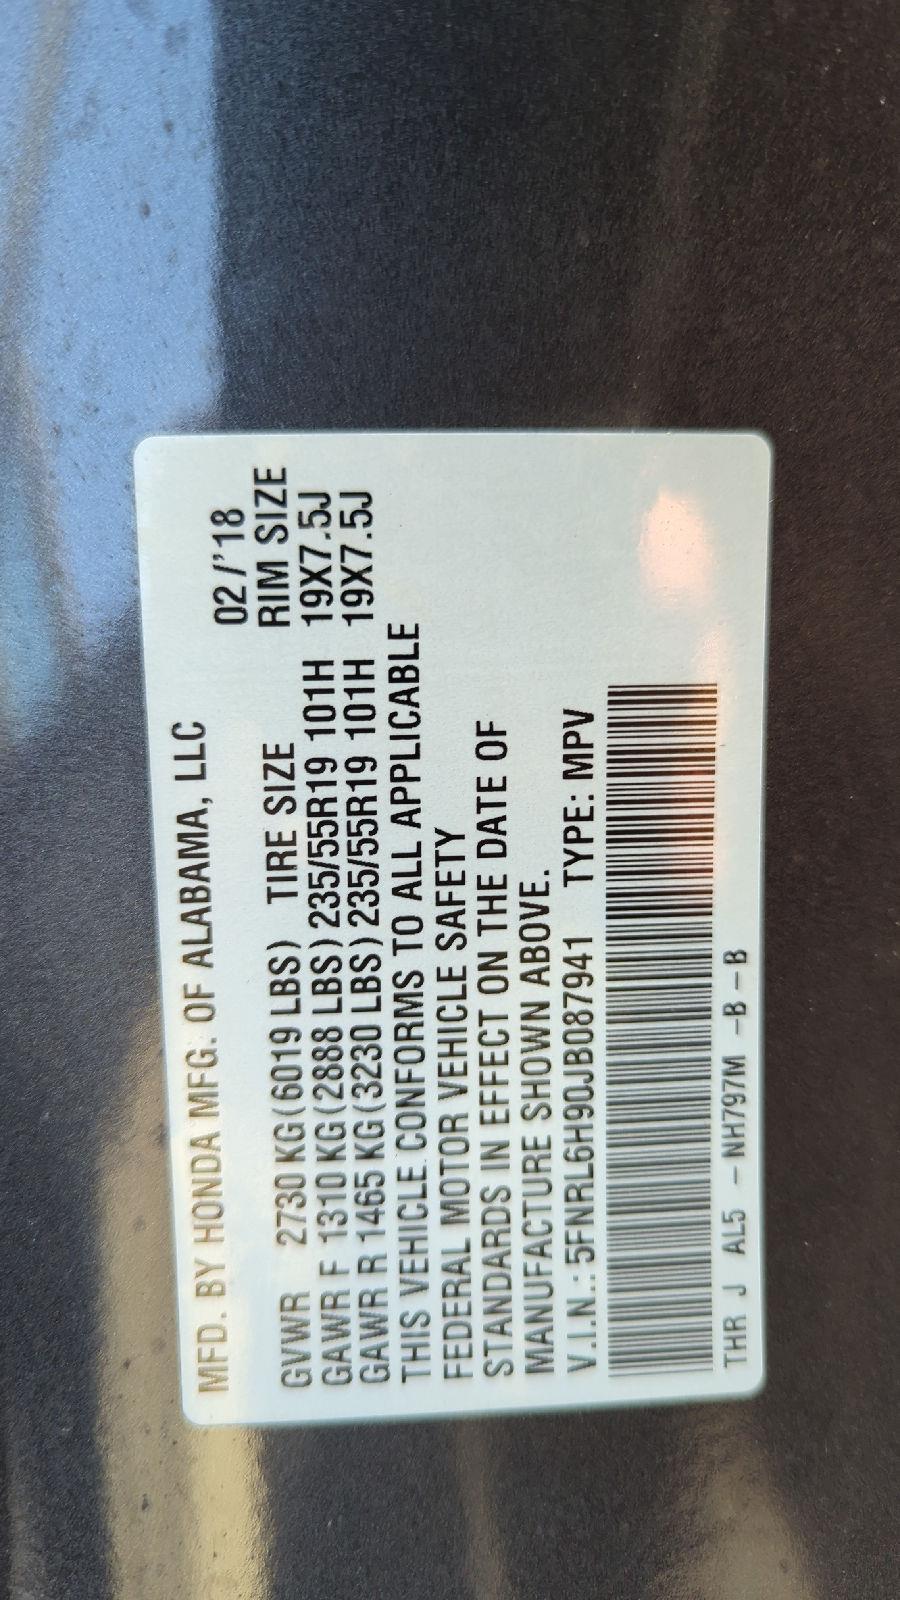 MFD. BY HONDA MFG. OF ALABAMA, LLC
02/'18
TIRE SIZE RIM SIZE
GVWR 2730 KG (6019 LBS)
GAWR F 1310 KG (2888 LBS) 235/55R19 101H 19X7.5J
GAWR R 1465 KG (3230 LBS) 235/55R19 101H 19X7.5J
THIS VEHICLE CONFORMS TO ALL APPLICABLE
FEDERAL MOTOR VEHICLE SAFETY
STANDARDS IN EFFECT ON THE DATE OF
MANUFACTURE SHOWN ABOVE.
V.I.N.: 5FNRL6H90JB087941 TYPE: MPV
THR J AL5 -NH797M -B -B